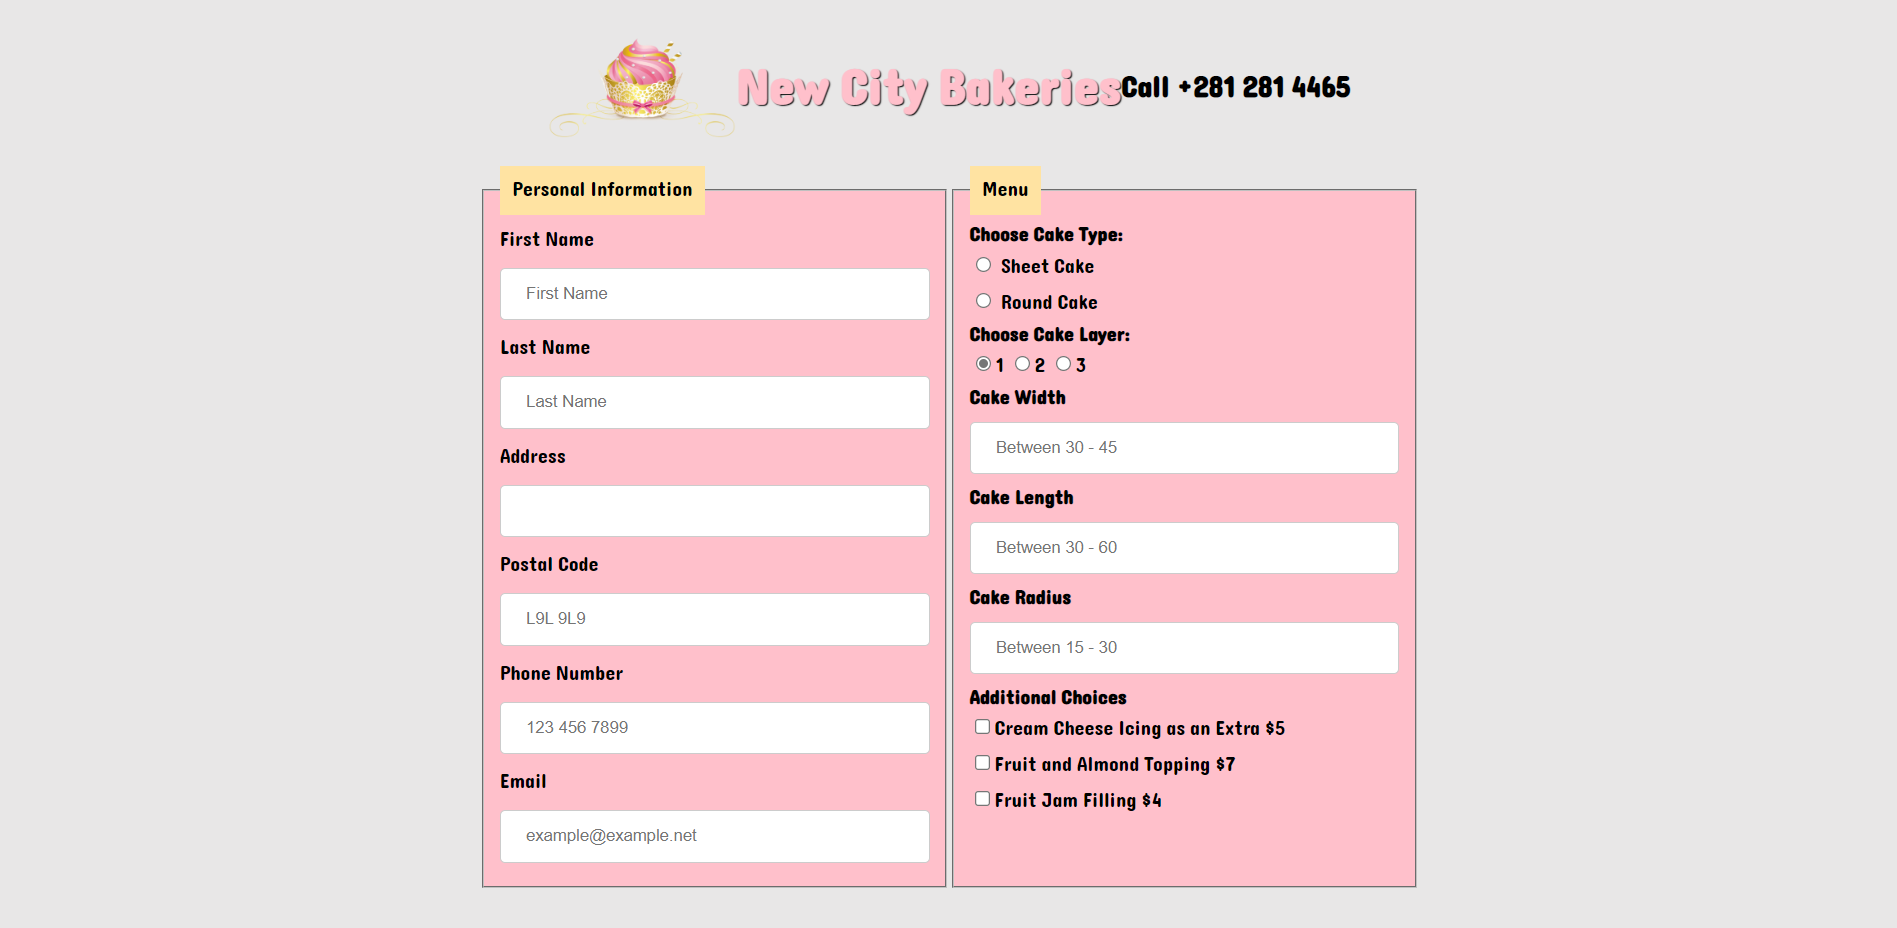 New City Bakeries
Call +281 281 4465
Personal Information
First Name
First Name
Last Name
Last Name
Address
Postal Code
L9L 9L9
Phone Number
123 456 7899
Email
example@example.net
Menu
Choose Cake Type:
Sheet Cake
Round Cake
Choose Cake Layer:
1 2 3
Cake Width
Between 30 - 45
Cake Length
Between 30 - 60
Cake Radius
Between 15 - 30
Additional Choices
Cream Cheese Icing as an Extra $5
Fruit and Almond Topping $7
Fruit Jam Filling $4